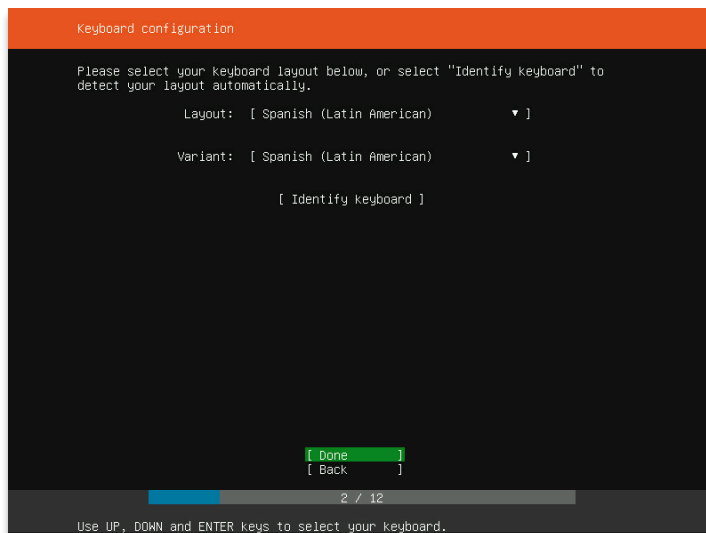 Keyboard configuration
Please select your keyboard layout below, or select "Identify keyboard" to
detect your layout automatically.
Layout: [ Spanish (Latin American) ▼ ]
Variant: [ Spanish (Latin American) ▼ ]
[ Identify keyboard ]
[ Done ]
[ Back ]
2 / 12
Use UP, DOWN and ENTER keys to select your keyboard.